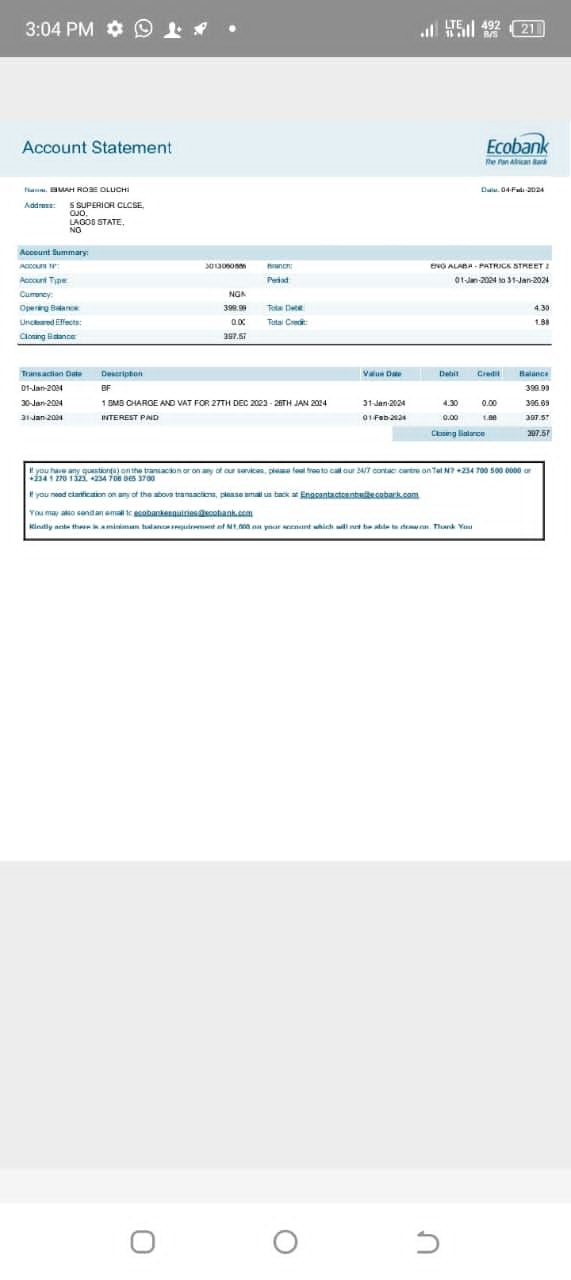 3:04 PM LTE 492 B/S 21
Account Statement
Ecobank
The Pan African Bank
Name: EIMAH ROSE OLUCHI Date: 04-Feb-2024
Address: 5 SUPERIOR CLOSE,
OJO,
LAGOS STATE,
NG
Account Summary:
Account Nº: Branch: ENG ALABA - PATRICK STREET 2
Account Type: Period: 01-Jan-2024 to 31-Jan-2024
Currency: NGN
Opening Balance: 399.99 Total Debit: 4.30
Uncleared Effects: 0.00 Total Credit: 1.88
Closing Balance: 397.57
Transaction Date Description Value Date Debit Credit Balance
01-Jan-2024 BF 399.99
30-Jan-2024 1 SMS CHARGE AND VAT FOR 27TH DEC 2023 - 28TH JAN 2024 31-Jan-2024 4.30 0.00 395.69
31-Jan-2024 INTEREST PAID 01-Feb-2024 0.00 1.88 397.57
Closing Balance 397.57
If you have any question(s) on the transaction or on any of our services, please feel free to call our 24/7 contact centre on Tel Nº? +234 700 500 0000 or
+234 1 270 1323, +234 708 065 3700
If you need clarification on any of the above transactions, please email us back at Engcontactcentre@ecobank.com
You may also send an email to ecobankenquiries@ecobank.com
Kindly note there is a minimum balance requirement of N1,000 on your account which will not be able to draw on. Thank You